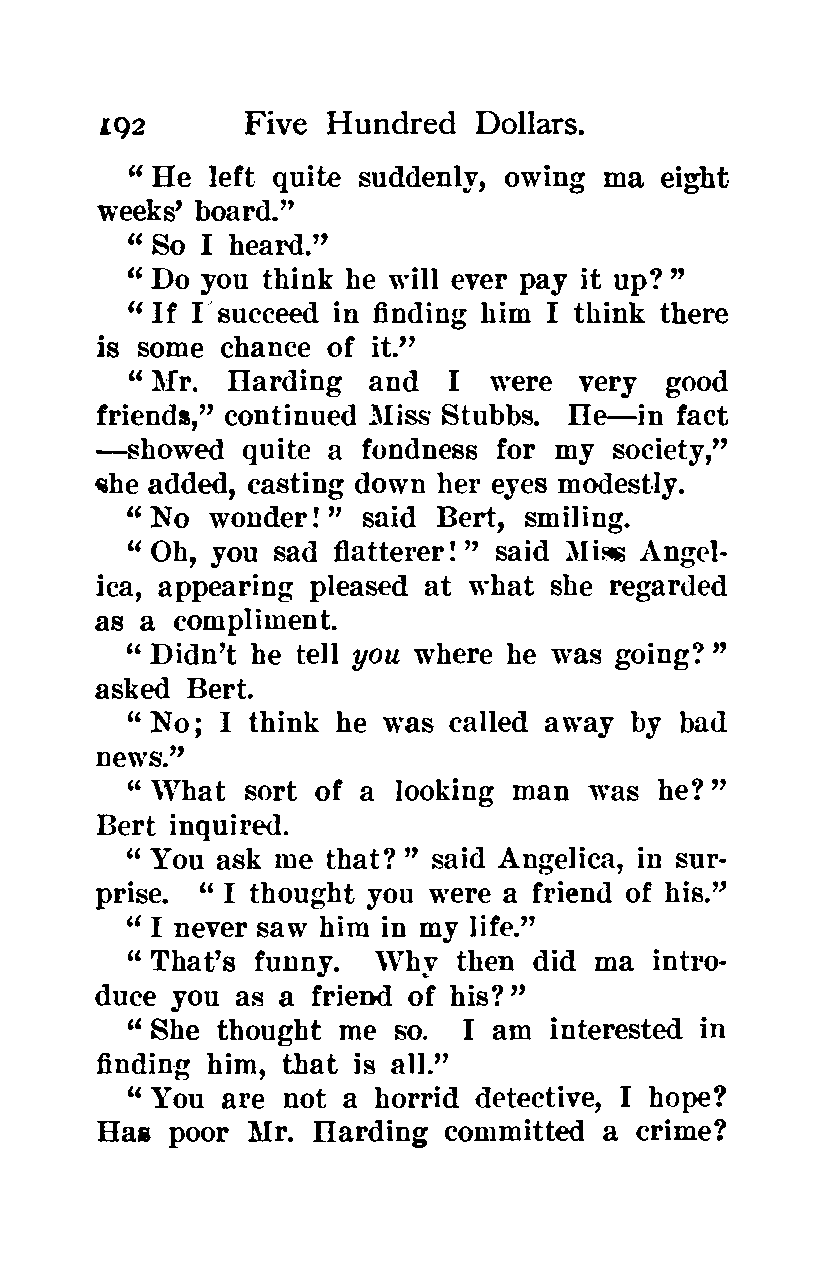 192 Five Hundred Dollars.
“He left quite suddenly, owing ma eight
weeks’ board.”
“So I heard.”
“Do you think he will ever pay it up?”
“If I succeed in finding him I think there
is some chance of it.”
“Mr. Harding and I were very good
friends,” continued Miss Stubbs. He—in fact
—showed quite a fondness for my society,”
she added, casting down her eyes modestly.
“No wonder!” said Bert, smiling.
“Oh, you sad flatterer!” said Miss Angel-
ica, appearing pleased at what she regarded
as a compliment.
“Didn’t he tell you where he was going?”
asked Bert.
“No; I think he was called away by bad
news.”
“What sort of a looking man was he?”
Bert inquired.
“You ask me that?” said Angelica, in sur-
prise. “I thought you were a friend of his.”
“I never saw him in my life.”
“That’s funny. Why then did ma intro-
duce you as a friend of his?”
“She thought me so. I am interested in
finding him, that is all.”
“You are not a horrid detective, I hope?
Has poor Mr. Harding committed a crime?